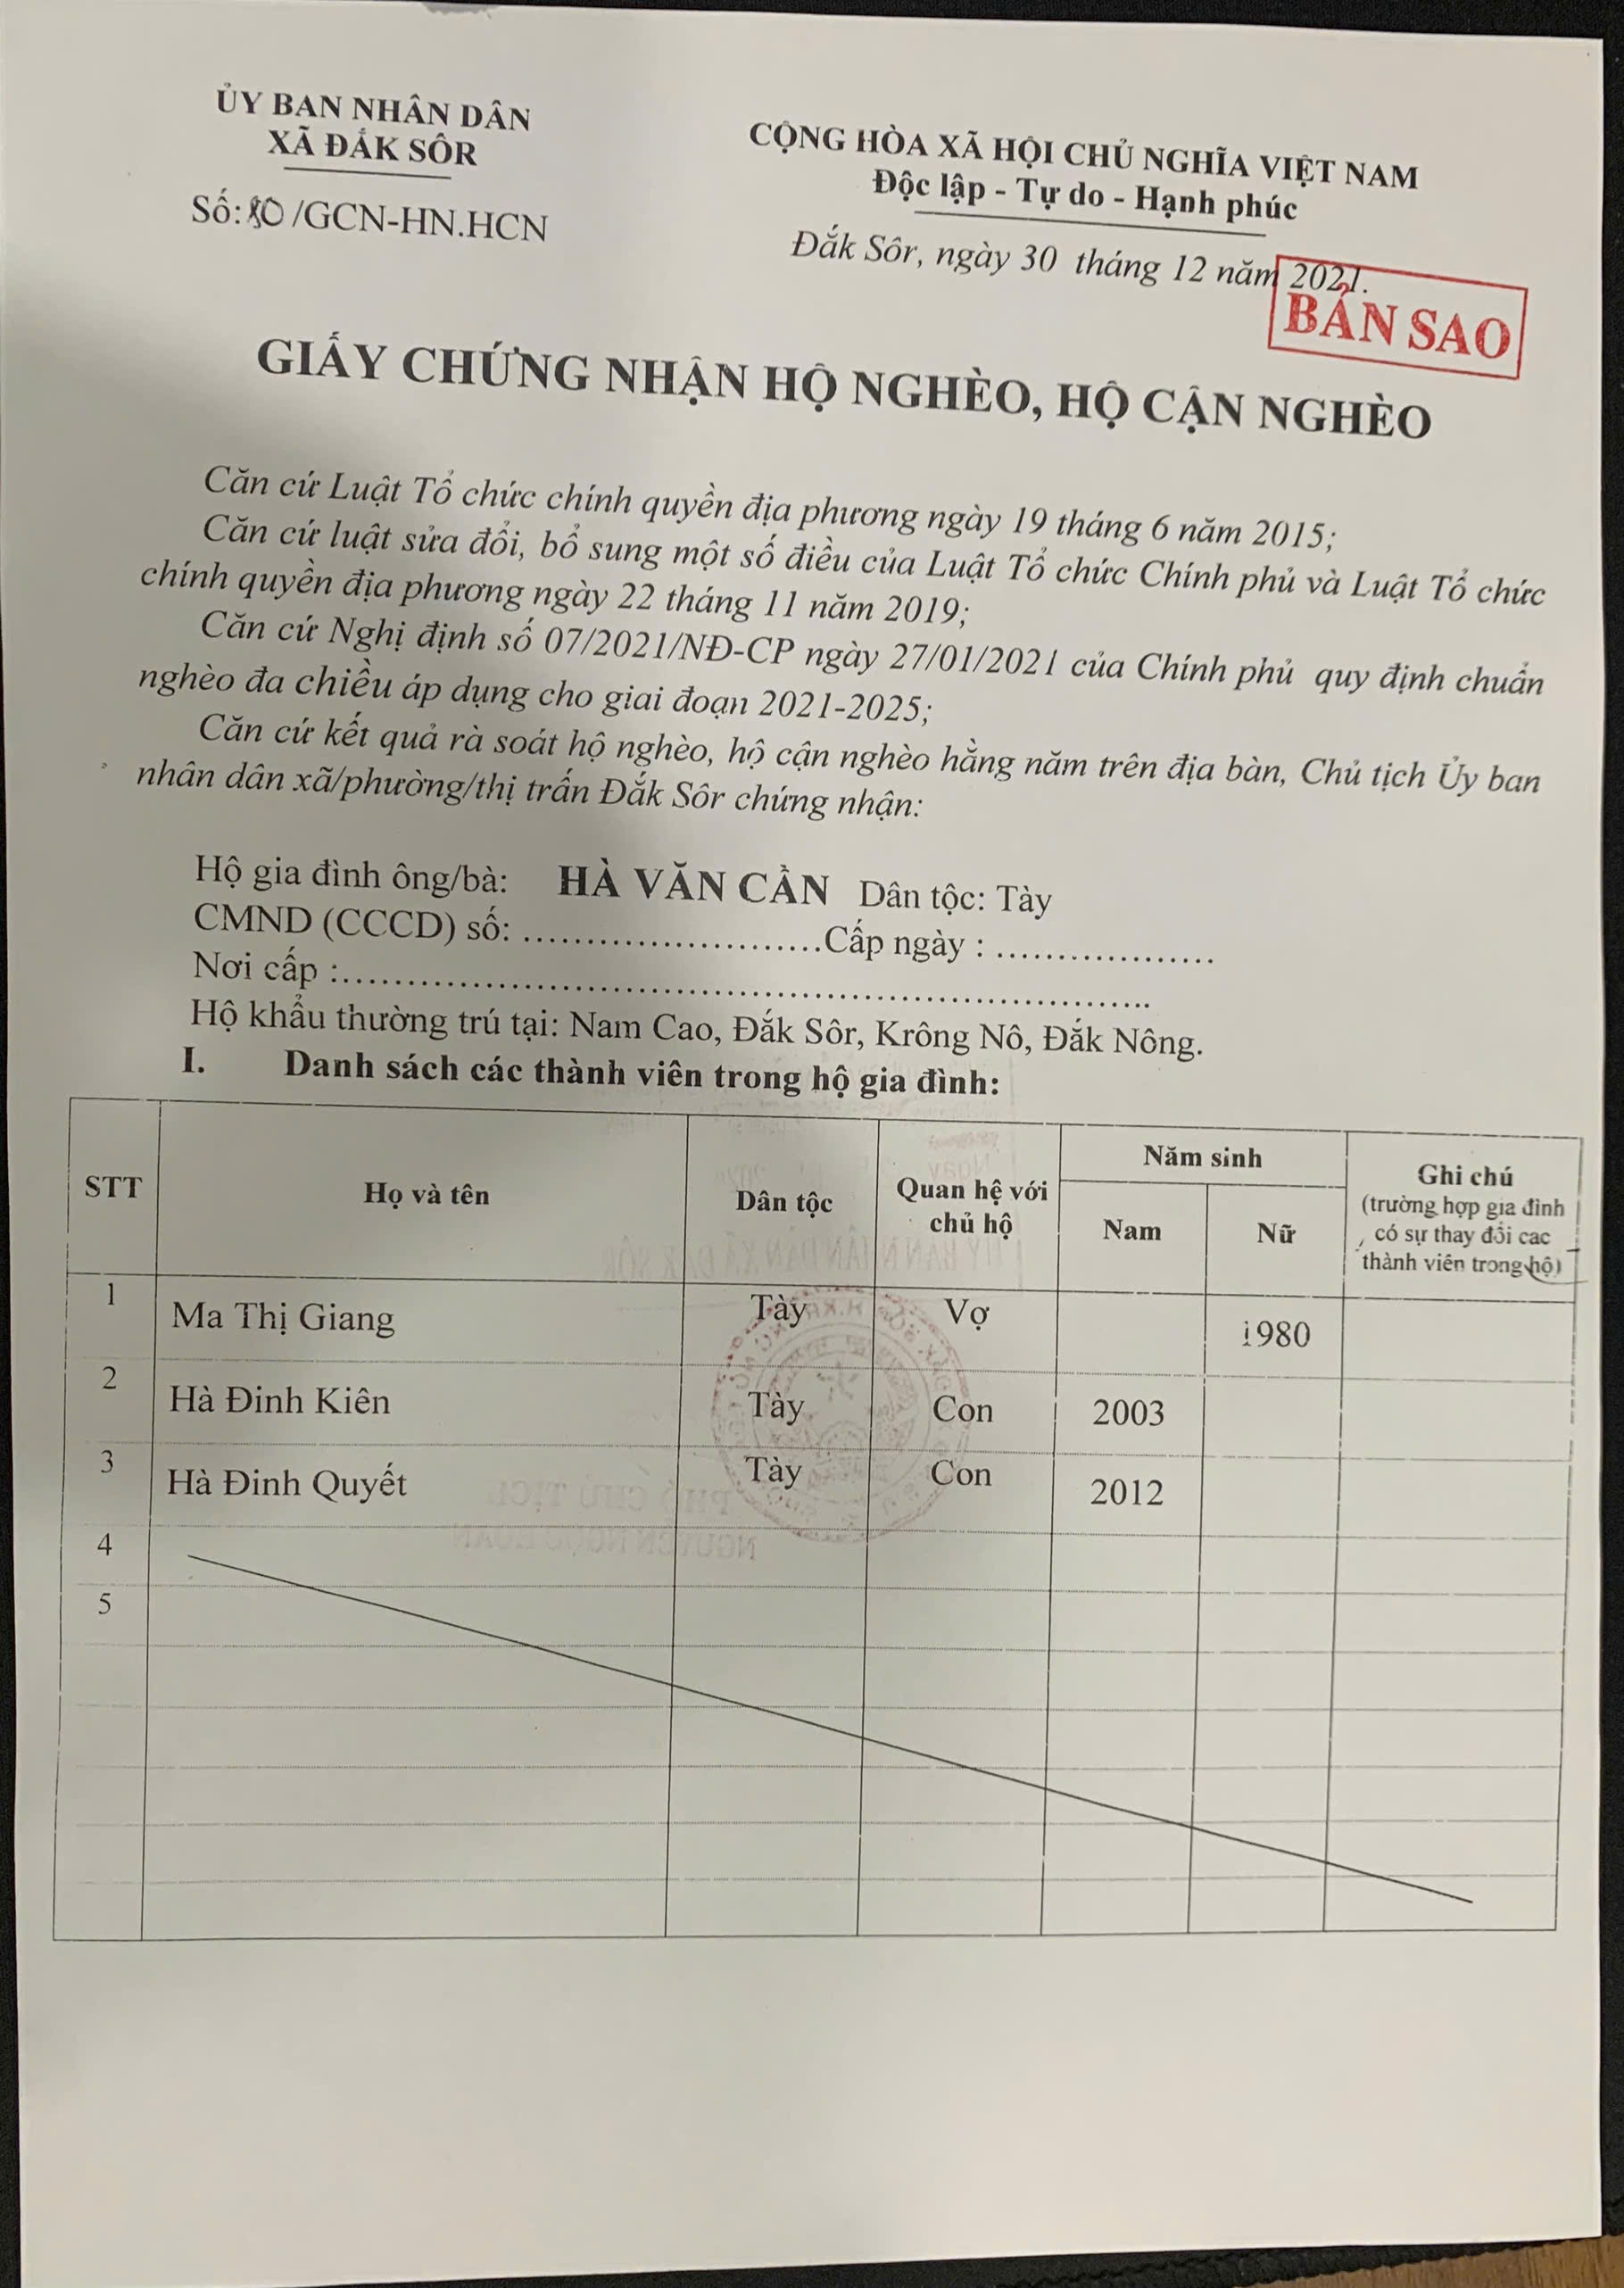 ỦY BAN NHÂN DÂN
XÃ ĐẮK SÔR
Số: 80 /GCN-HN.HCN
CỘNG HÒA XÃ HỘI CHỦ NGHĨA VIỆT NAM
Độc lập - Tự do - Hạnh phúc
Đắk Sôr, ngày 30 tháng 12 năm 2021.
BẢN SAO
GIẤY CHỨNG NHẬN HỘ NGHÈO, HỘ CẬN NGHÈO
Căn cứ Luật Tổ chức chính quyền địa phương ngày 19 tháng 6 năm 2015;
Căn cứ luật sửa đổi, bổ sung một số điều của Luật Tổ chức Chính phủ và Luật Tổ chức
chính quyền địa phương ngày 22 tháng 11 năm 2019;
Căn cứ Nghị định số 07/2021/NĐ-CP ngày 27/01/2021 của Chính phủ quy định chuẩn
nghèo đa chiều áp dụng cho giai đoạn 2021-2025;
Căn cứ kết quả rà soát hộ nghèo, hộ cận nghèo hằng năm trên địa bàn, Chủ tịch Ủy ban
nhân dân xã/phường/thị trấn Đắk Sôr chứng nhận:
Hộ gia đình ông/bà: HÀ VĂN CẦN Dân tộc: Tày
CMND (CCCD) số: ............................Cấp ngày : ....................
Nơi cấp :............................................................................
Hộ khẩu thường trú tại: Nam Cao, Đắk Sôr, Krông Nô, Đắk Nông.
I. Danh sách các thành viên trong hộ gia đình:
STT Họ và tên Dân tộc Quan hệ với chủ hộ Năm sinh Nam Nữ Ghi chú
(trường hợp gia đình
có sự thay đổi các
thành viên trong hộ)
1 Ma Thị Giang Tày Vợ 1980
2 Hà Đinh Kiên Tày Con 2003
3 Hà Đinh Quyết Tày Con 2012
4
5